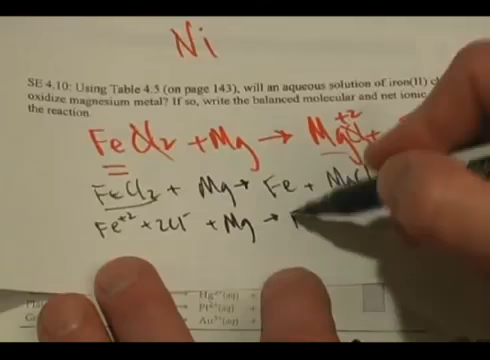 Ni
SE 4.10: Using Table 4.5 (on page 143), will an aqueous solution of iron(II)
oxidize magnesium metal? If so, write the balanced molecular and net ionic
the reaction.
FeCl2 + Mg → Mg+2
FeCl2 + Mg → Fe + MgCl
Fe+2 + 2Cl- + Mg →
Hg2+(aq) +
Pt2+(aq) +
Au3+(aq) +